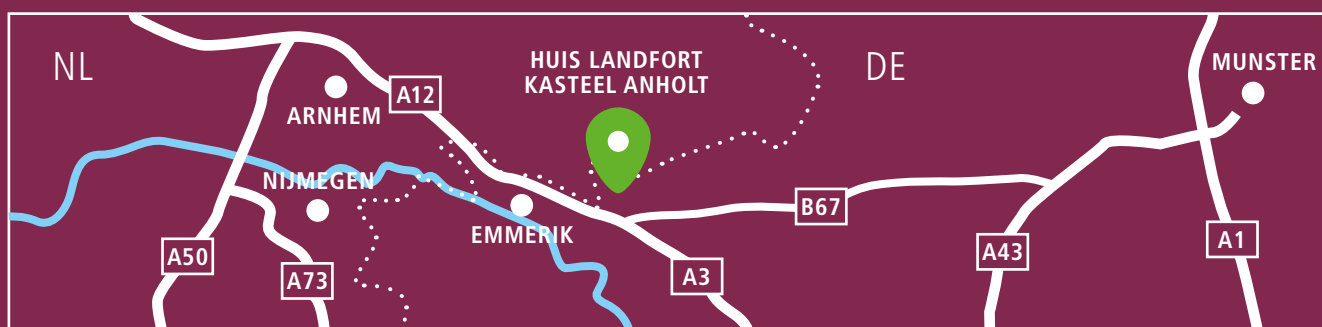 NL
HUIS LANDFORT
KASTEEL ANHOLT
DE
MUNSTER
ARNHEM
A12
NIJMEGEN
EMMERIK
B67
A50
A73
A3
A43
A1